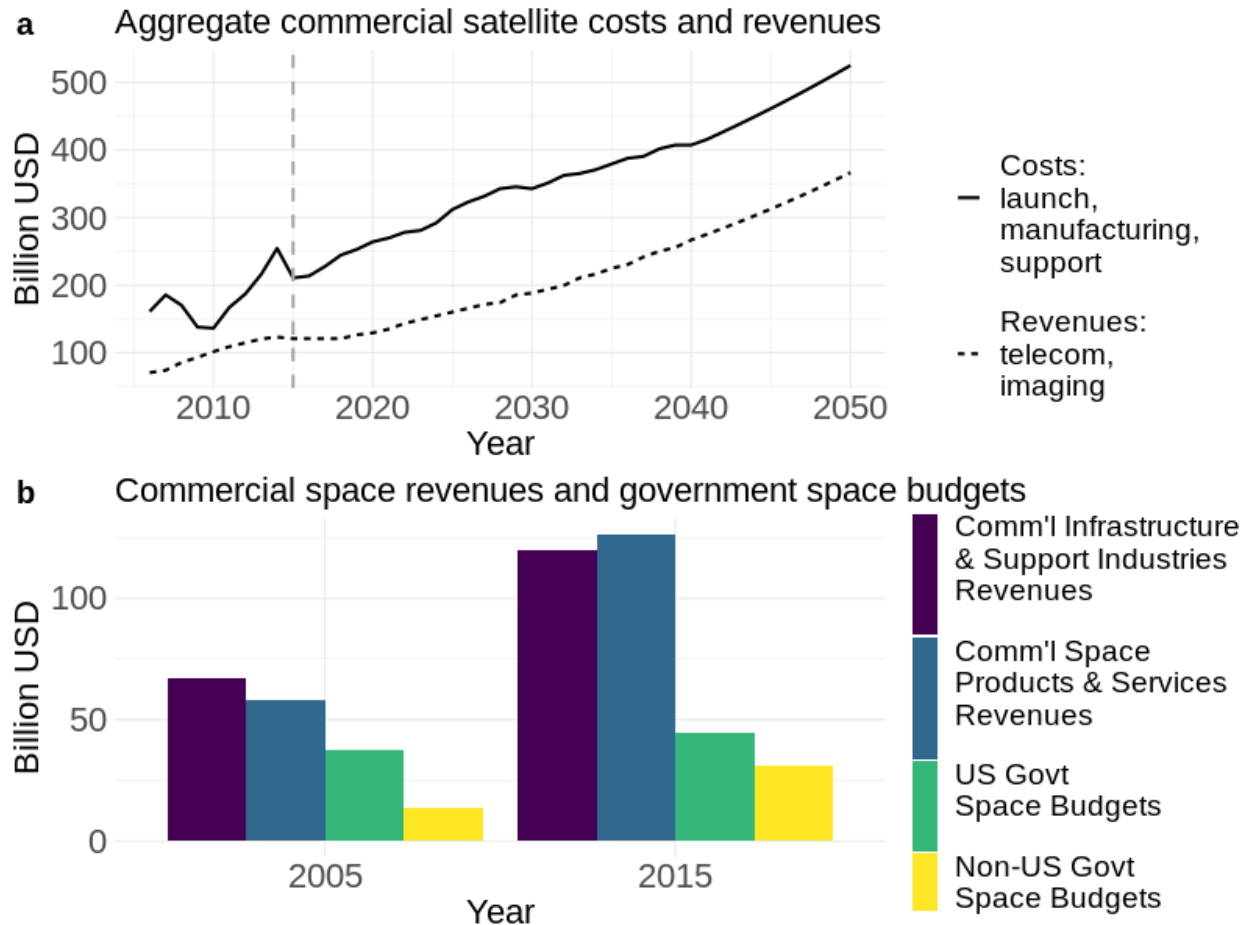 a
Aggregate commercial satellite costs and revenues
Billion USD
500
400
300
200
100
2010
2020
2030
2040
2050
Year
Costs:
launch,
manufacturing,
support
Revenues:
telecom,
imaging
b
Commercial space revenues and government space budgets
Billion USD
100
50
0
2005
2015
Year
Comm'l Infrastructure
& Support Industries
Revenues
Comm'l Space
Products & Services
Revenues
US Govt
Space Budgets
Non-US Govt
Space Budgets